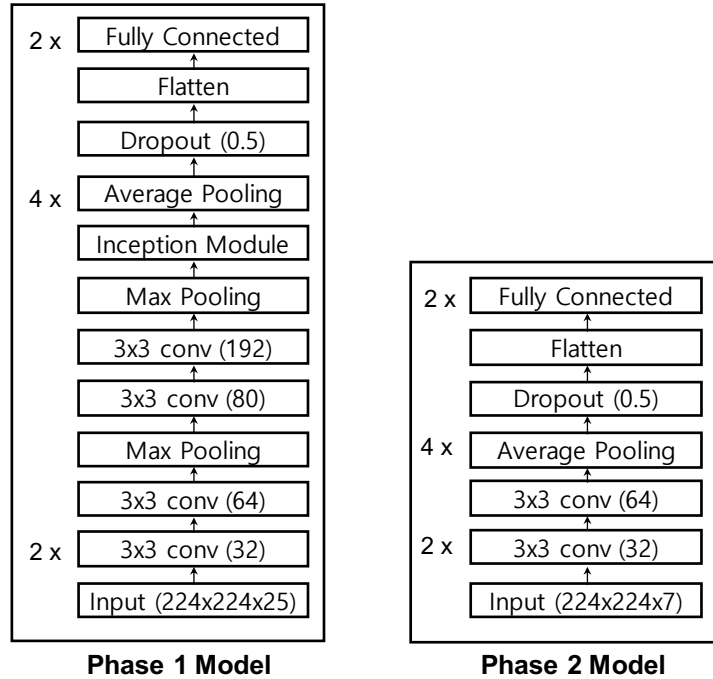 2 x Fully Connected
Flatten
Dropout (0.5)
4 x Average Pooling
Inception Module
Max Pooling
3x3 conv (192)
3x3 conv (80)
Max Pooling
3x3 conv (64)
2 x 3x3 conv (32)
Input (224x224x25)
Phase 1 Model
2 x Fully Connected
Flatten
Dropout (0.5)
4 x Average Pooling
3x3 conv (64)
2 x 3x3 conv (32)
Input (224x224x7)
Phase 2 Model